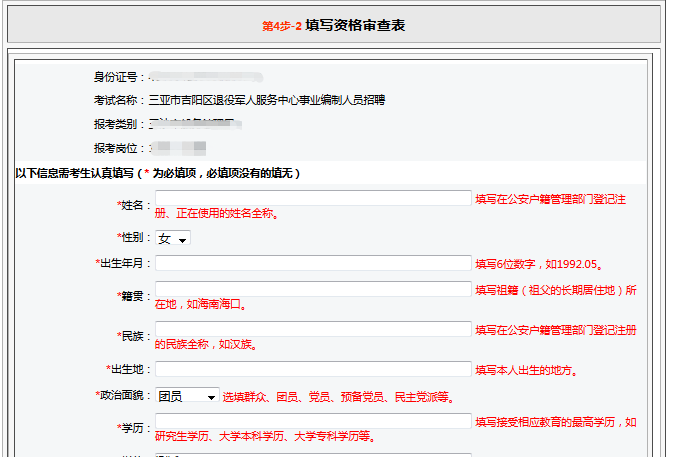 第4步-2 填写资格审查表
身份证号：
考试名称：三亚市吉阳区退役军人服务中心事业编制人员招聘
报考类别：
报考岗位：
以下信息需考生认真填写（* 为必填项，必填项没有的填无）
*姓名： 填写在公安户籍管理部门登记注
册、正在使用的姓名全称。
*性别： 女
*出生年月： 填写6位数字，如1992.05。
*籍贯： 填写祖籍（祖父的长期居住地）所
在地，如海南海口。
*民族： 填写在公安户籍管理部门登记注册
的民族全称，如汉族。
*出生地： 填写本人出生的地方。
*政治面貌： 团员 选填群众、团员、党员、预备党员、民主党派等。
*学历： 填写接受相应教育的最高学历，如
研究生学历、大学本科学历、大学专科学历等。